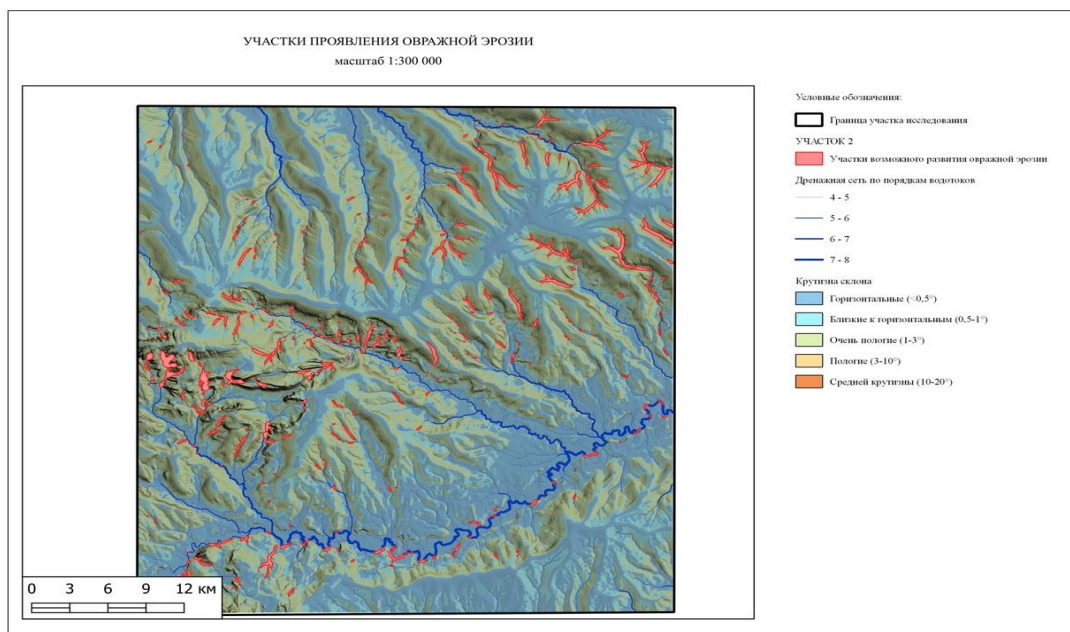 УЧАСТКИ ПРОЯВЛЕНИЯ ОВРАЖНОЙ ЭРОЗИИ
масштаб 1:300 000
Условные обозначения:
Граница участка исследования
УЧАСТОК 2
Участки возможного развития овражной эрозии
Дренажная сеть по порядкам водотоков
4 - 5
5 - 6
6 - 7
7 - 8
Крутизна склона
Горизонтальные (<0,5°)
Близкие к горизонтальным (0,5-1°)
Очень пологие (1-3°)
Пологие (3-10°)
Средней крутизны (10-20°)
0 3 6 9 12 км